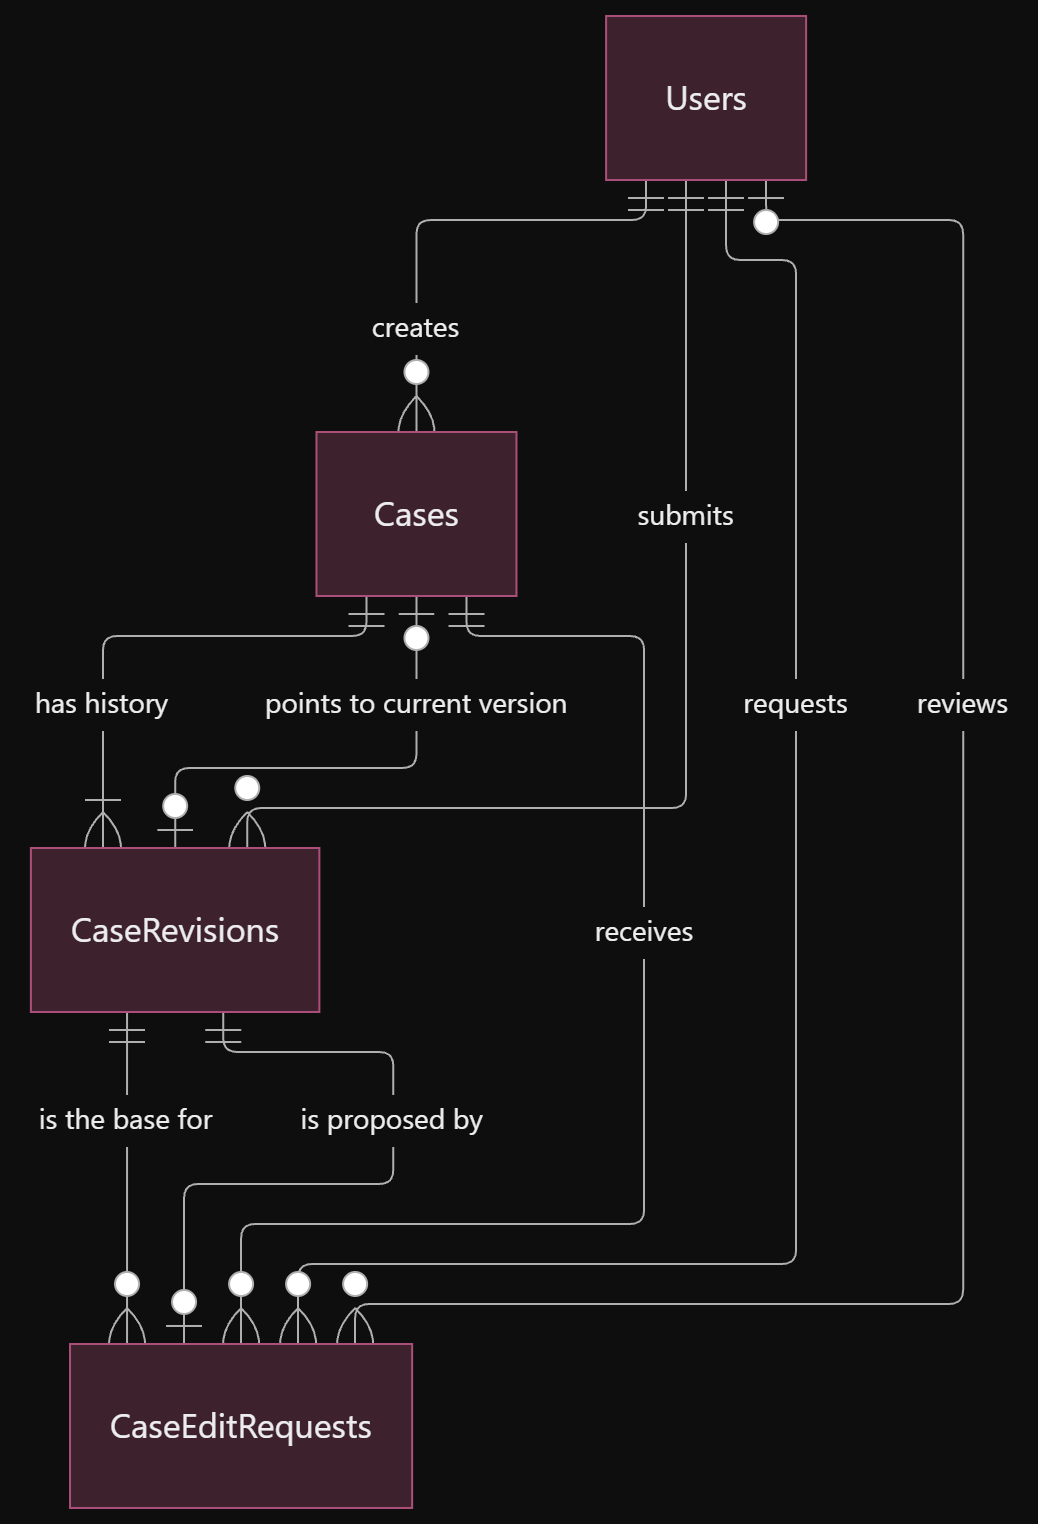 Users
creates
Cases
submits
has history
points to current version
requests
reviews
CaseRevisions
receives
is the base for
is proposed by
CaseEditRequests